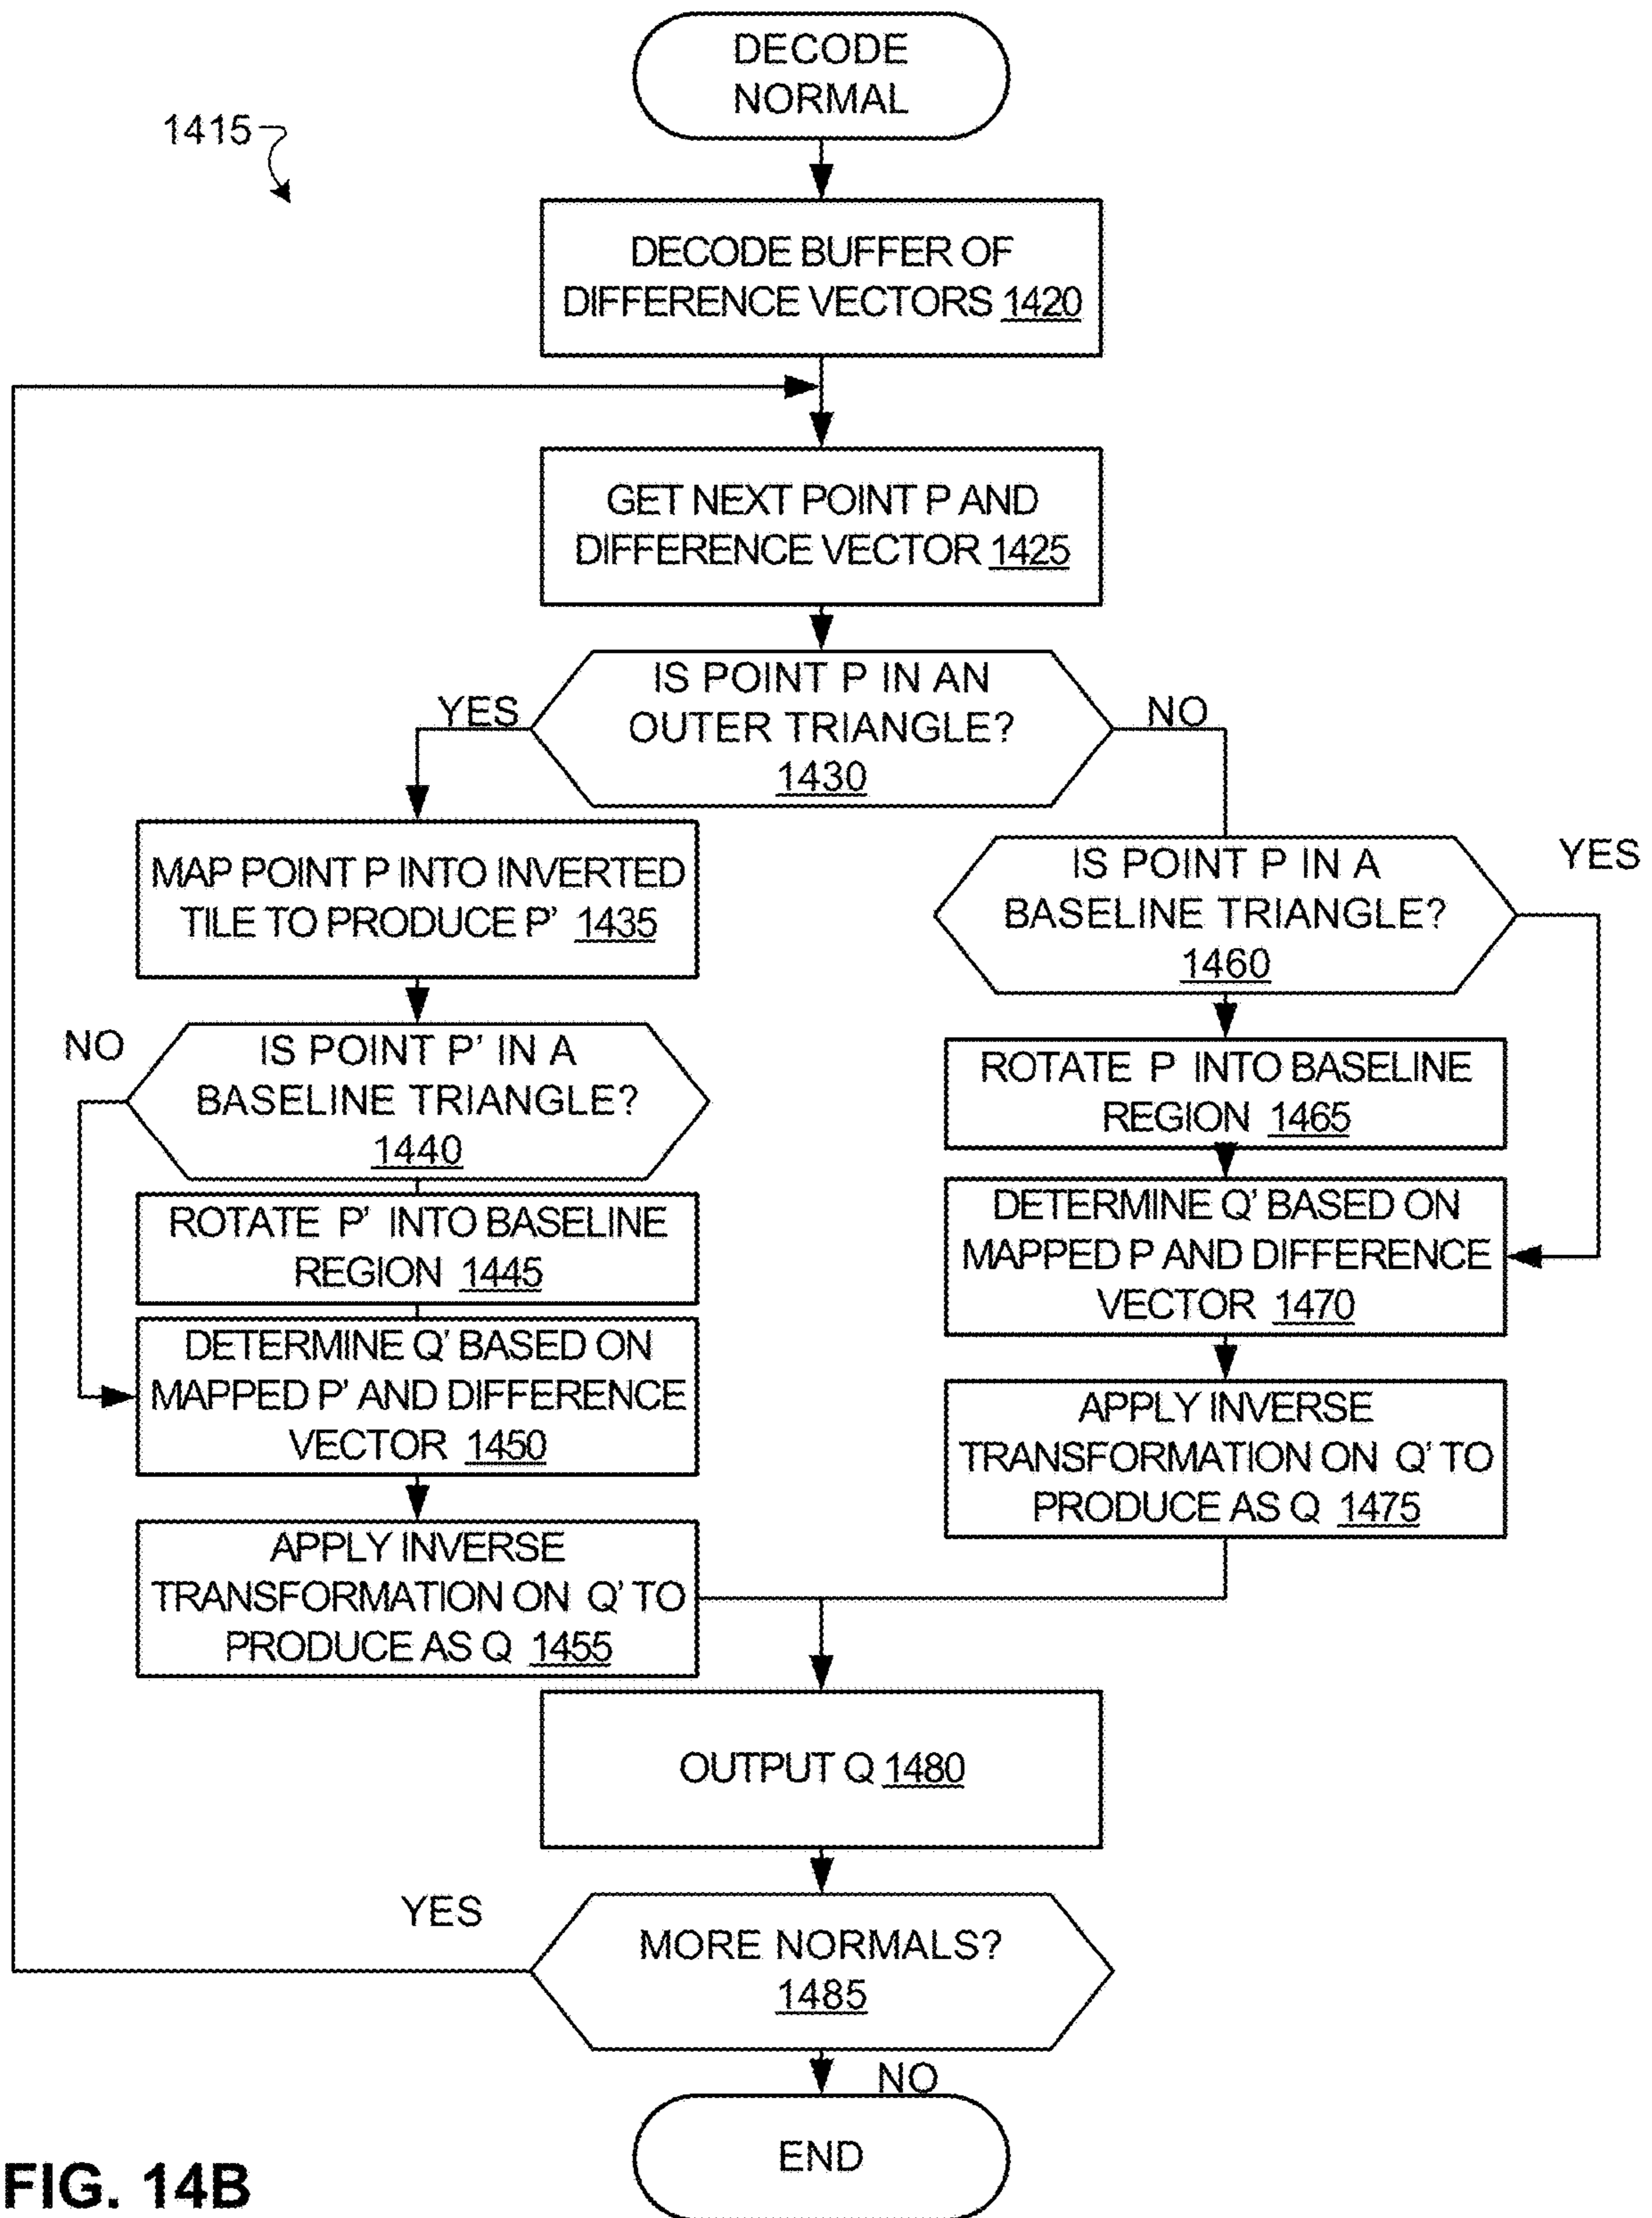 DECODE
NORMAL
1415
DECODE BUFFER OF
DIFFERENCE VECTORS 1420
GET NEXT POINT P AND
DIFFERENCE VECTOR 1425
IS POINT P IN AN
OUTER TRIANGLE?
1430
YES
NO
MAP POINT P INTO INVERTED
TILE TO PRODUCE P' 1435
NO
IS POINT P' IN A
BASELINE TRIANGLE?
1440
ROTATE P' INTO BASELINE
REGION 1445
DETERMINE Q' BASED ON
MAPPED P' AND DIFFERENCE
VECTOR 1450
APPLY INVERSE
TRANSFORMATION ON Q' TO
PRODUCE AS Q 1455
IS POINT P IN A
BASELINE TRIANGLE?
1460
YES
ROTATE P INTO BASELINE
REGION 1465
DETERMINE Q' BASED ON
MAPPED P AND DIFFERENCE
VECTOR 1470
APPLY INVERSE
TRANSFORMATION ON Q' TO
PRODUCE AS Q 1475
OUTPUT Q 1480
YES
MORE NORMALS?
1485
NO
END
FIG. 14B